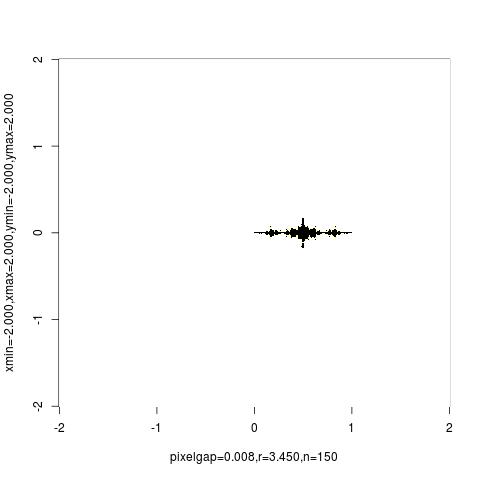 2
1
0
-1
-2
xmin=-2.000,xmax=2.000,ymin=-2.000,ymax=2.000
-2 -1 0 1 2
pixelgap=0.008,r=3.450,n=150